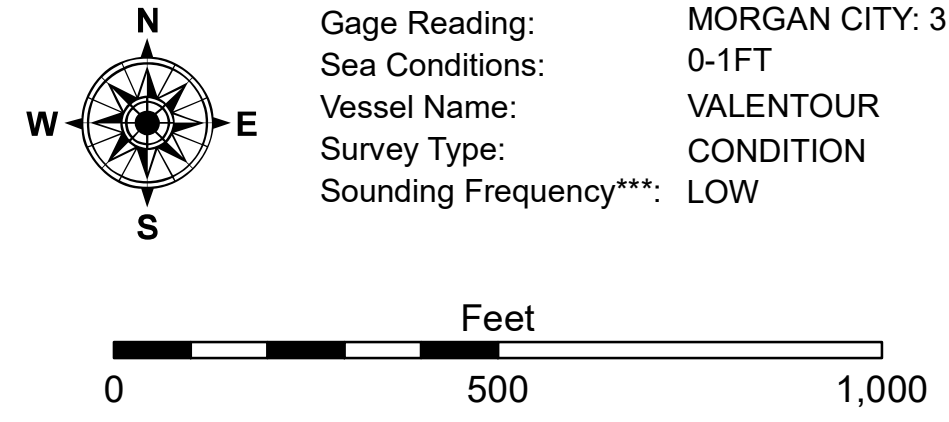 N
W E
S
Gage Reading: MORGAN CITY: 3
Sea Conditions: 0-1FT
Vessel Name: VALENTOUR
Survey Type: CONDITION
Sounding Frequency***: LOW
Feet
0 500 1,000